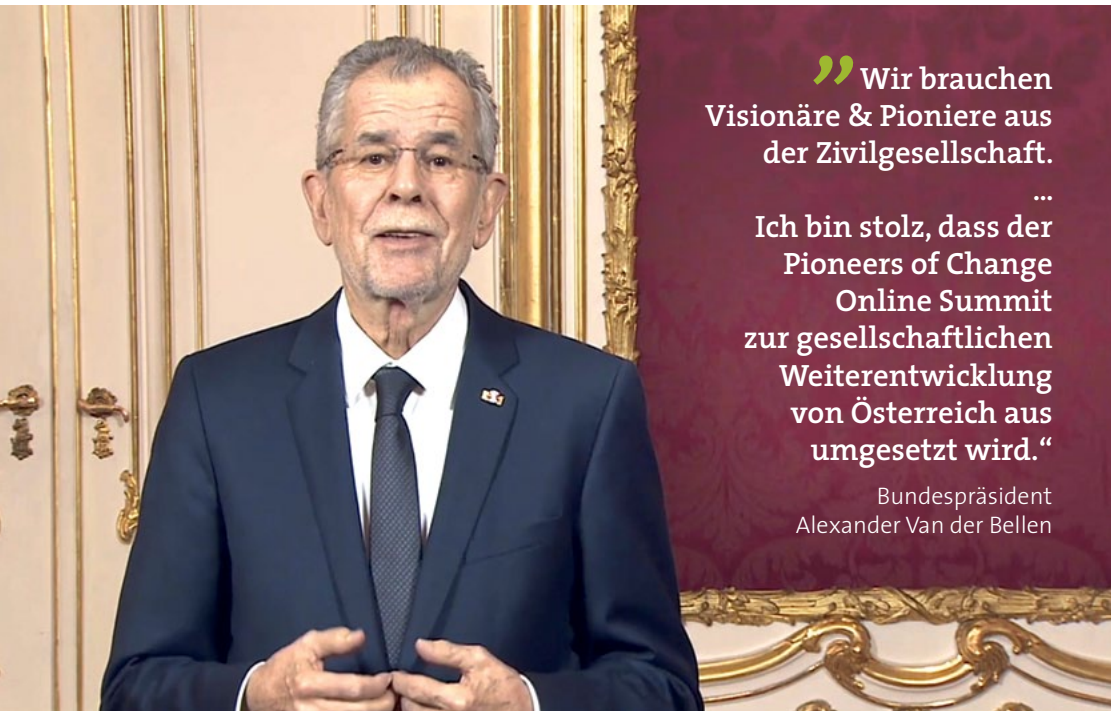 ”Wir brauchen
Visionäre & Pioniere aus
der Zivilgesellschaft.
...
Ich bin stolz, dass der
Pioneers of Change
Online Summit
zur gesellschaftlichen
Weiterentwicklung
von Österreich aus
umgesetzt wird.“
Bundespräsident
Alexander Van der Bellen